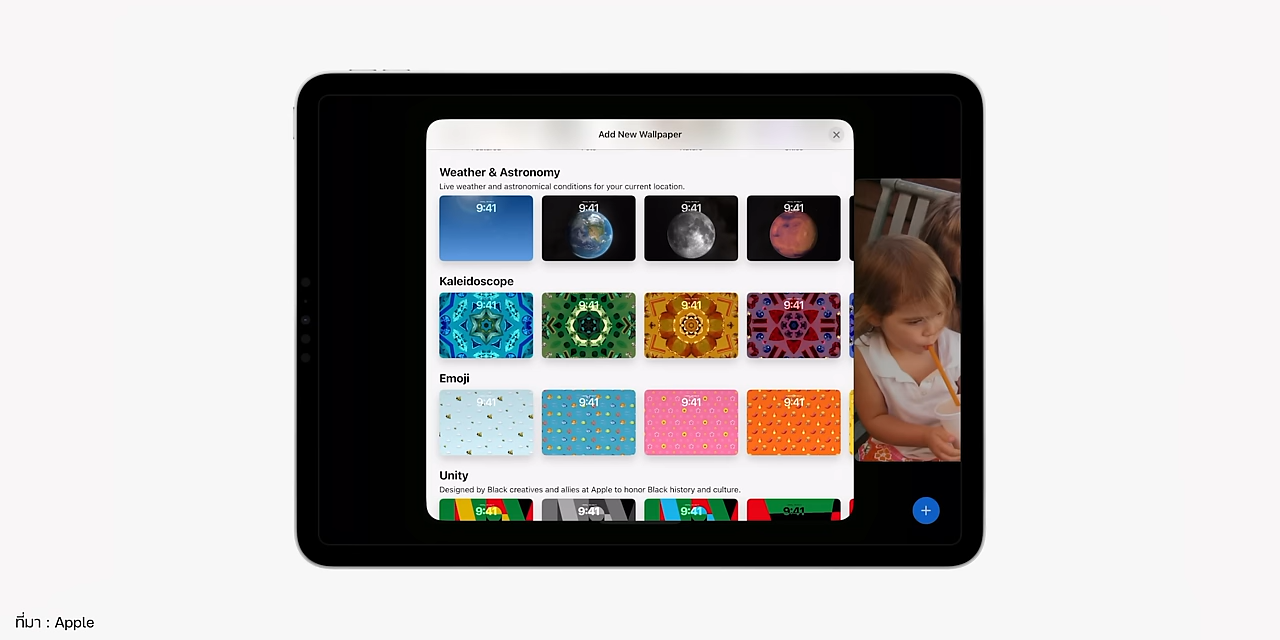 Add New Wallpaper
Weather & Astronomy
Live weather and astronomical conditions for your current location.
9:41 9:41 9:41 9:41
Kaleidoscope
9:41 9:41 9:41 9:41
Emoji
9:41 9:41 9:41 9:41
Unity
Designed by Black creatives and allies at Apple to honor Black history and culture.
9:41 9:41 9:41 9:41
ที่มา : Apple